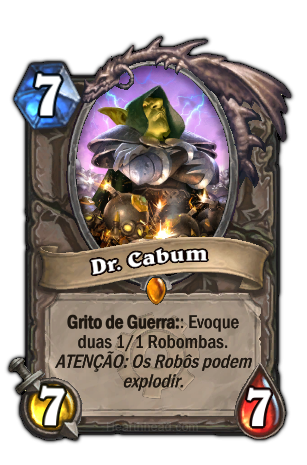 7
Dr. Cabum
Grito de Guerra:: Evoque
duas 1/1 Robombas.
ATENÇÃO: Os Robôs podem
explodir.
7
7